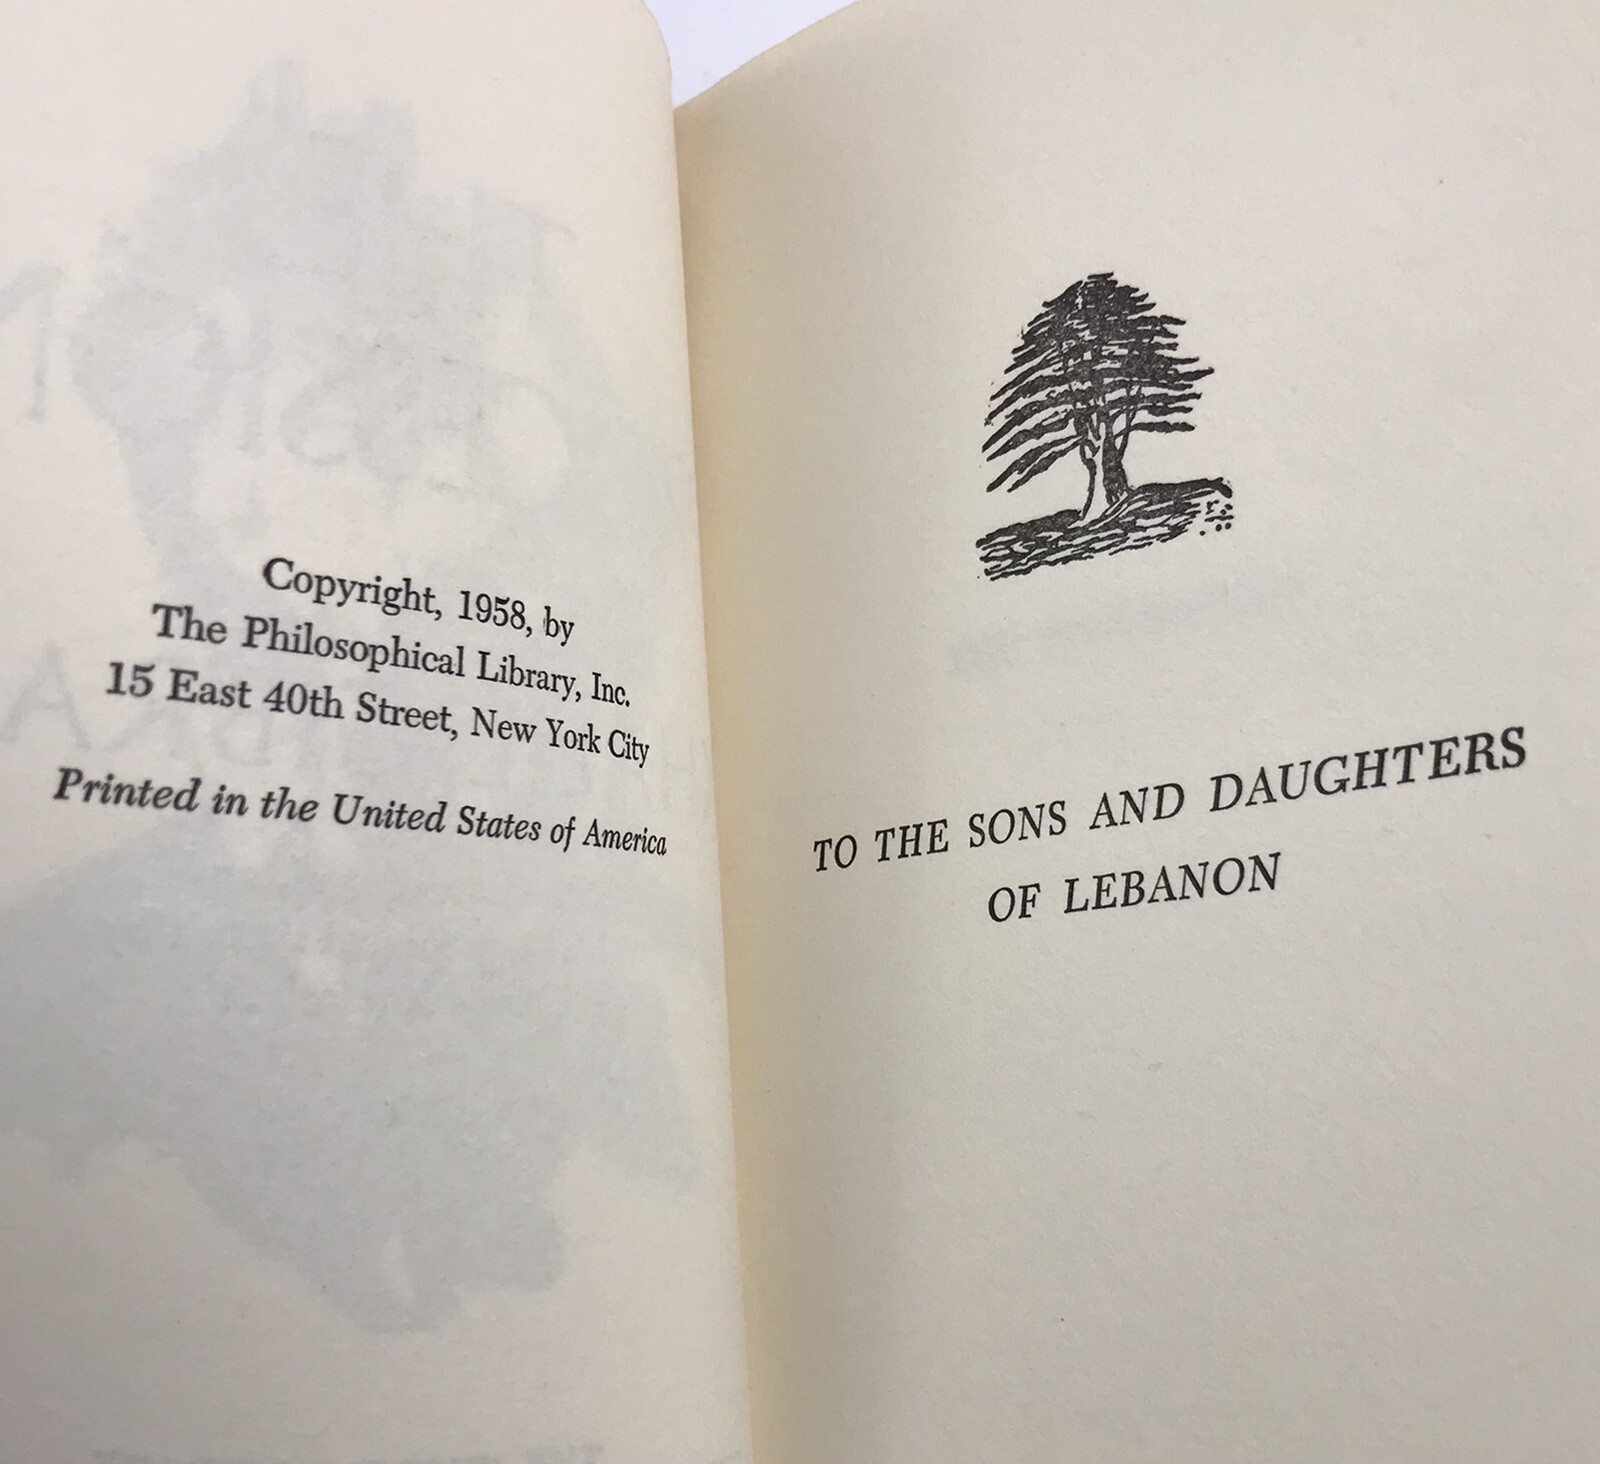 Copyright, 1958, by
The Philosophical Library, Inc.
15 East 40th Street, New York City
Printed in the United States of America
TO THE SONS AND DAUGHTERS
OF LEBANON